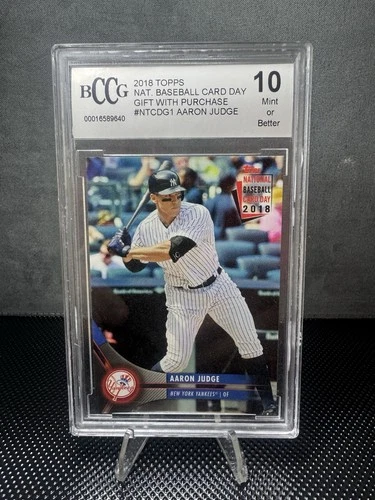 BCCG
00016589640
2018 TOPPS
NAT. BASEBALL CARD DAY
GIFT WITH PURCHASE
#NTCDG1 AARON JUDGE
10
Mint
or
Better
Topps
NATIONAL
BASEBALL
CARD DAY
2018
AARON JUDGE
NEW YORK YANKEES | OF